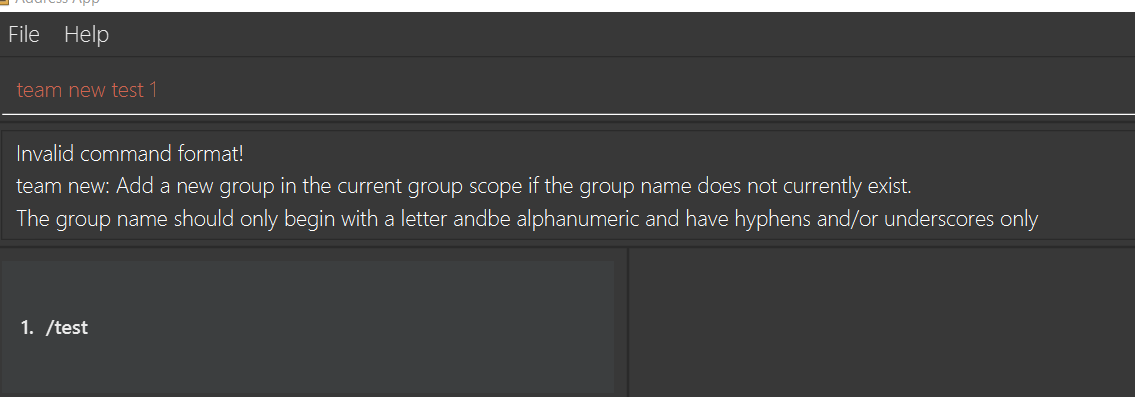 Address App
File Help
team new test 1
Invalid command format!
team new: Add a new group in the current group scope if the group name does not currently exist.
The group name should only begin with a letter andbe alphanumeric and have hyphens and/or underscores only
1. /test